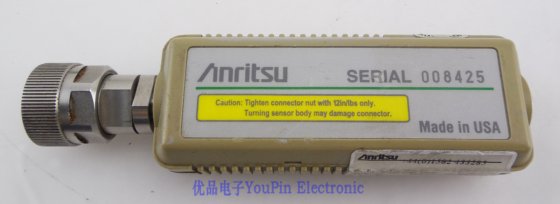 Anritsu
SERIAL 008425
Caution: Tighten connector nut with 12in/lbs only.
Turning sensor body may damage connector.
Made in USA
Anritsu
优品电子YouPin Electronic